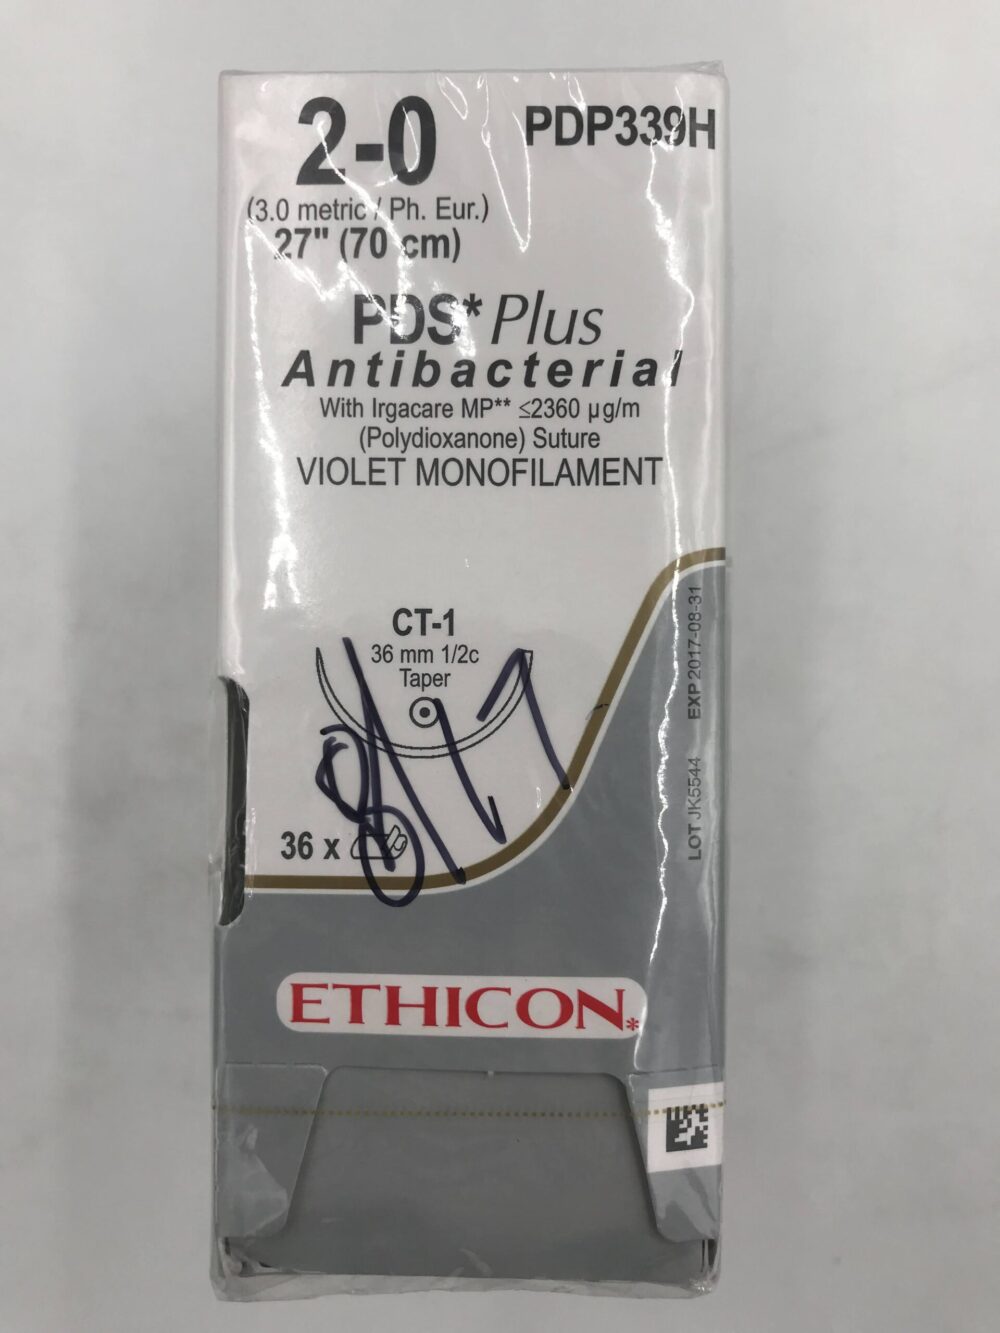 2-0
PDP339H
(3.0 metric / Ph. Eur.)
27" (70 cm)
PDS* Plus
Antibacterial
With Irgacare MP** ≤2360 µg/m
(Polydioxanone) Suture
VIOLET MONOFILAMENT
CT-1
36 mm 1/2c
Taper
8/17
36 x
LOT JK5544 EXP 2017-08-31
ETHICON*